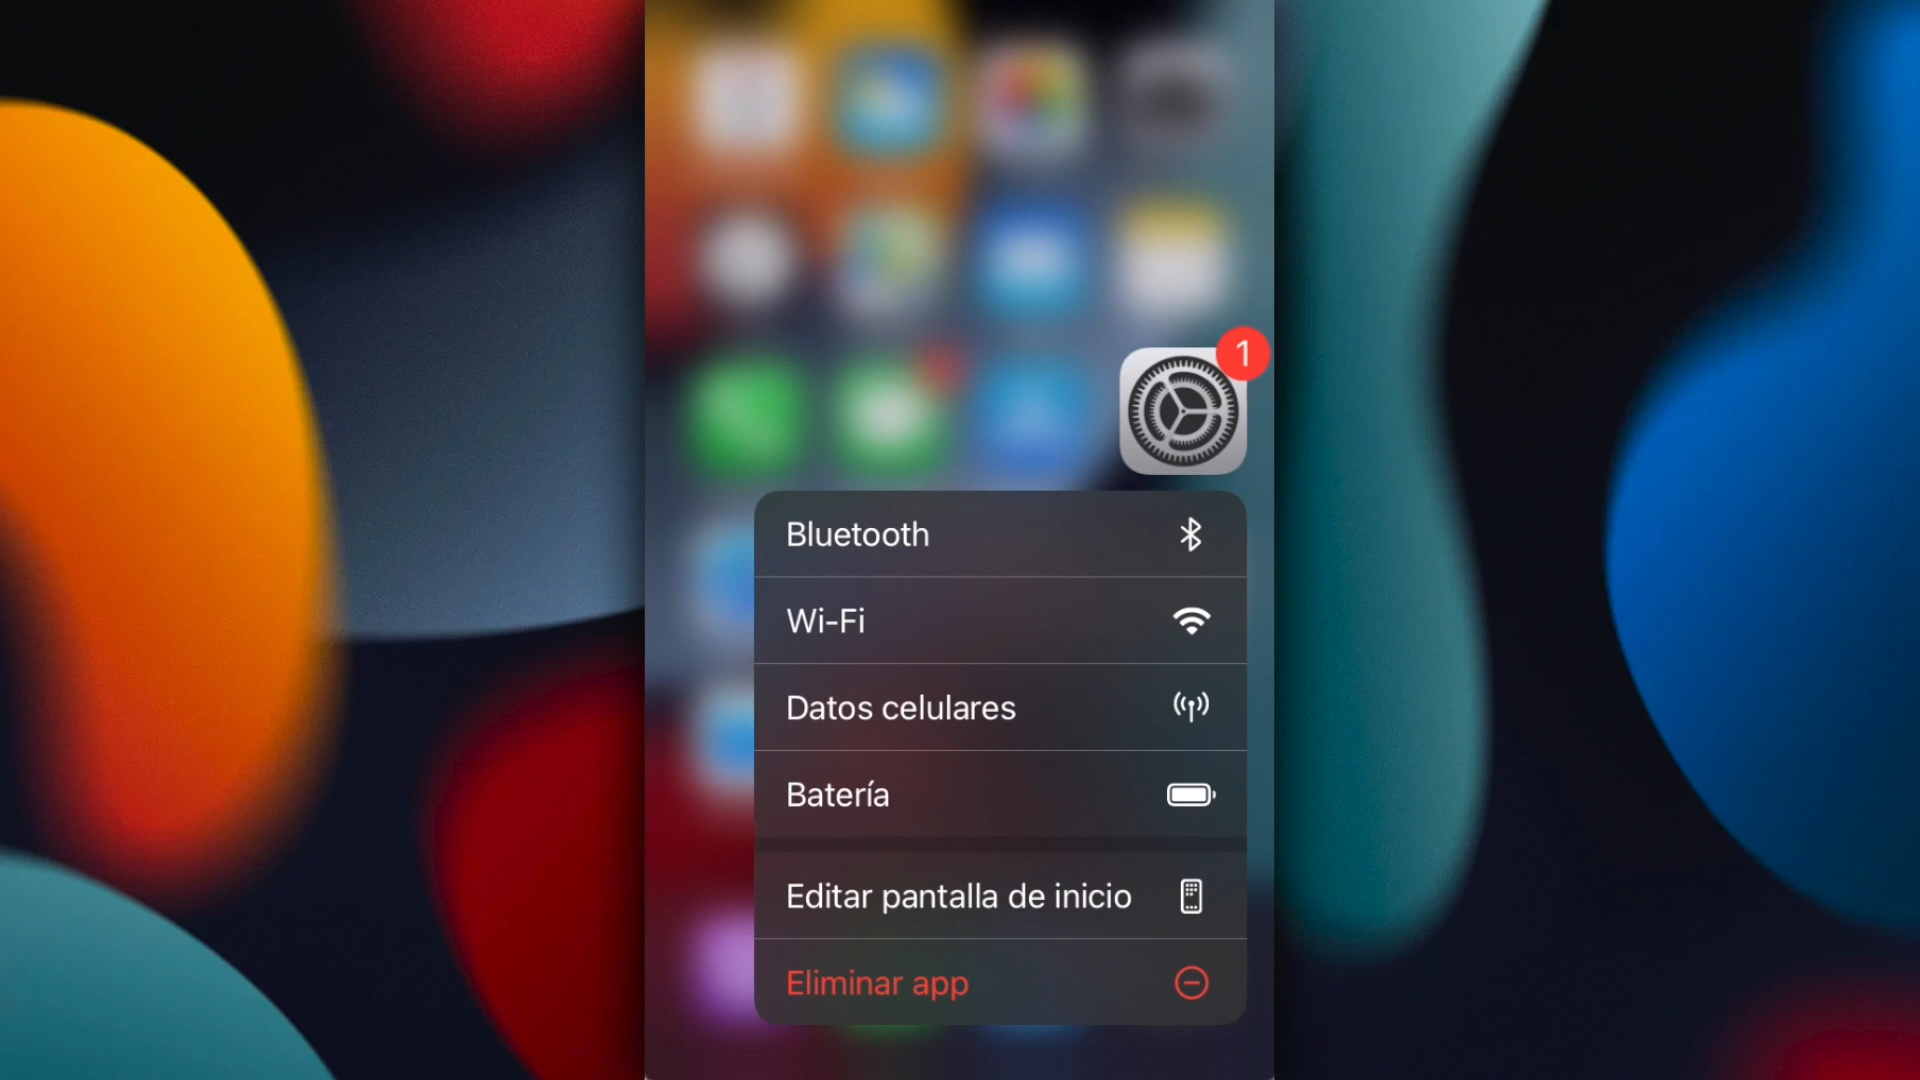 1
Bluetooth
Wi-Fi
Datos celulares
Batería
Editar pantalla de inicio
Eliminar app